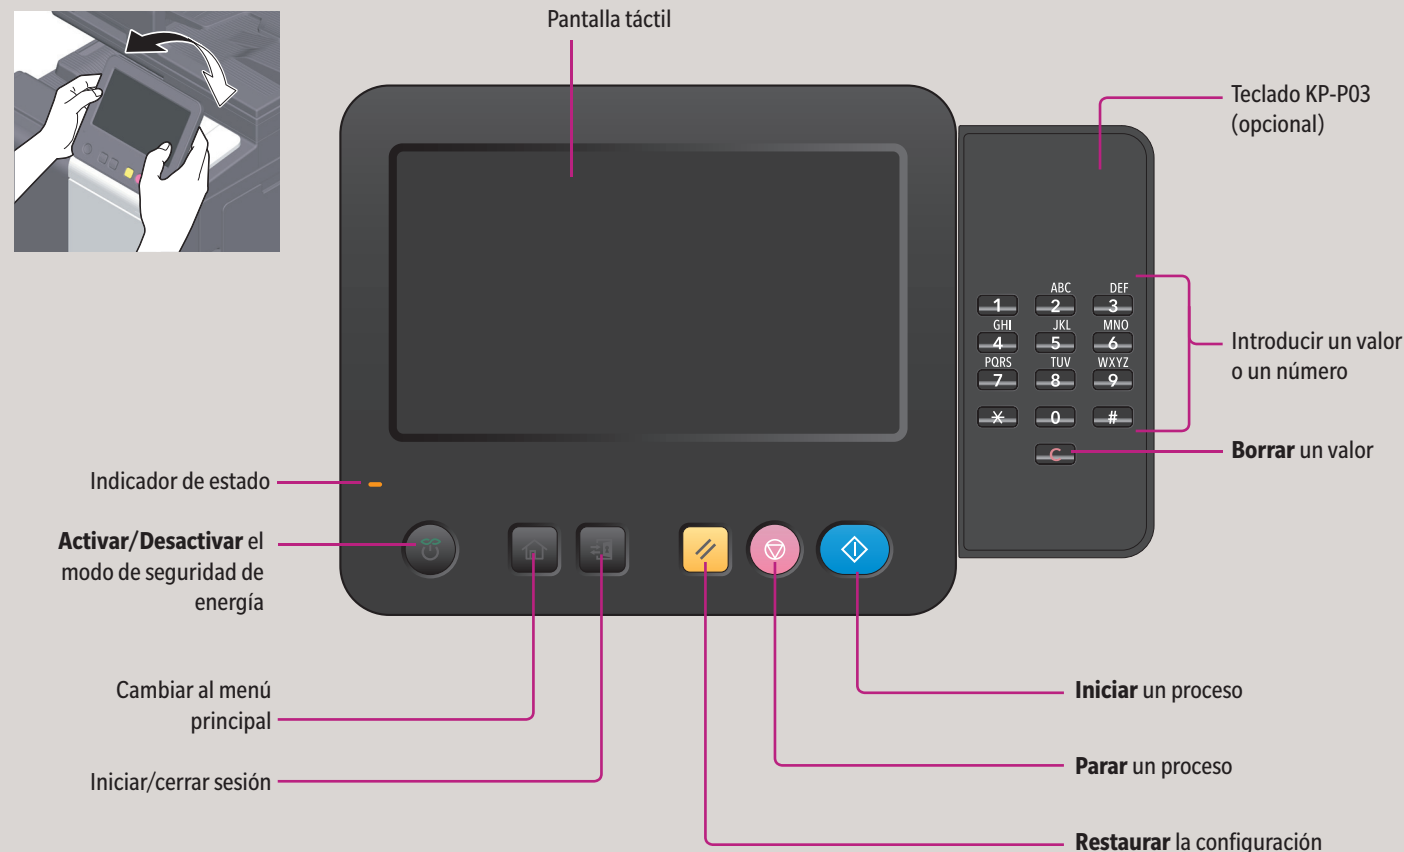 Pantalla táctil
Teclado KP-P03
(opcional)
ABC
DEF
1
2
3
GHI
JKL
MNO
4
5
6
PQRS
TUV
WXYZ
7
8
9
0
#
C
Introducir un valor
o un número
Borrar un valor
Indicador de estado
Activar/Desactivar el
modo de seguridad de
energía
Cambiar al menú
principal
Iniciar/cerrar sesión
Iniciar un proceso
Parar un proceso
Restaurar la configuración